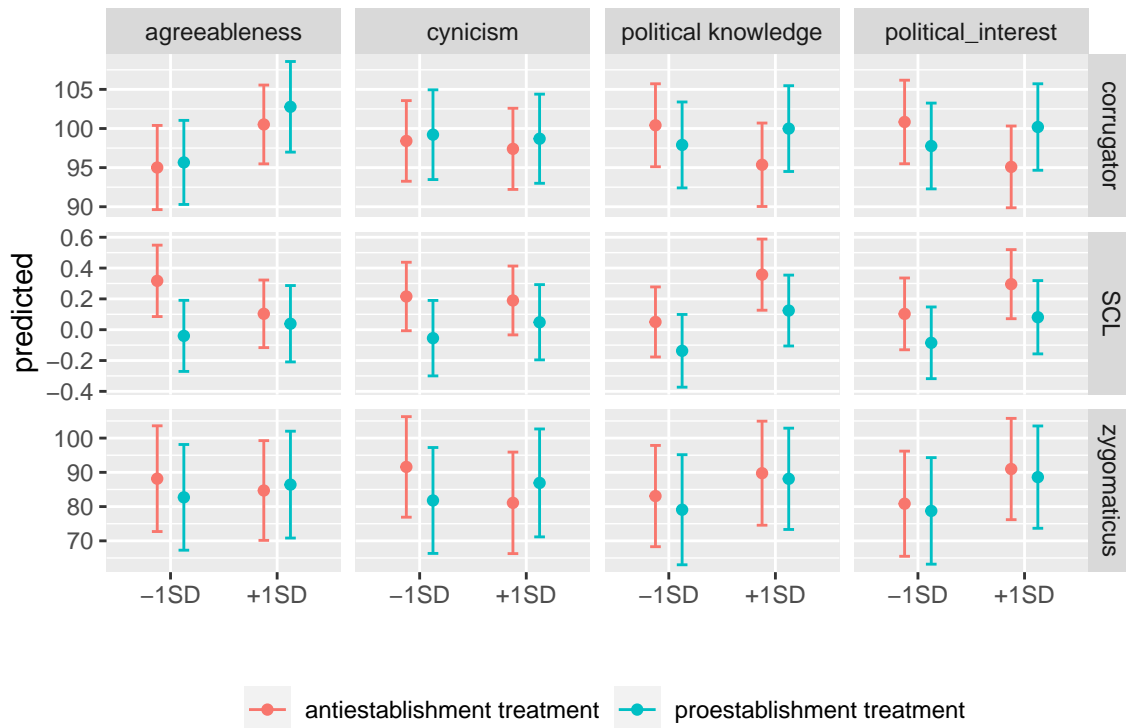 agreeableness cynicism political knowledge political_interest
predicted
105
100
95
90
corrugator
0.6
0.4
0.2
0.0
−0.2
−0.4
SCL
100
90
80
70
zygomaticus
−1SD +1SD −1SD +1SD −1SD +1SD −1SD +1SD
antiestablishment treatment proestablishment treatment